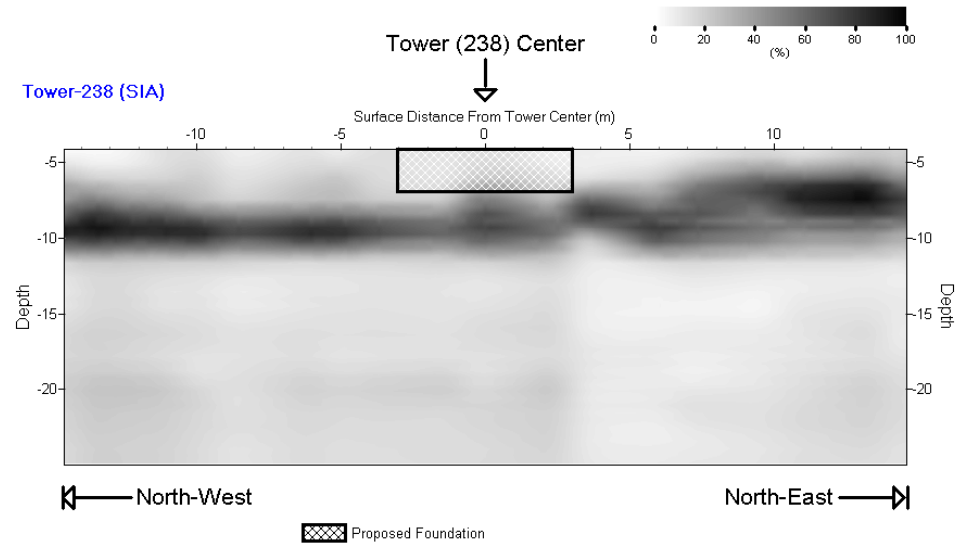 0 20 40 60 80 100
(%)
Tower (238) Center
Tower-238 (SIA)
Surface Distance From Tower Center (m)
-10 -5 0 5 10
-5 -5
-10 -10
-15 -15
Depth Depth
-20 -20
North-West North-East
Proposed Foundation